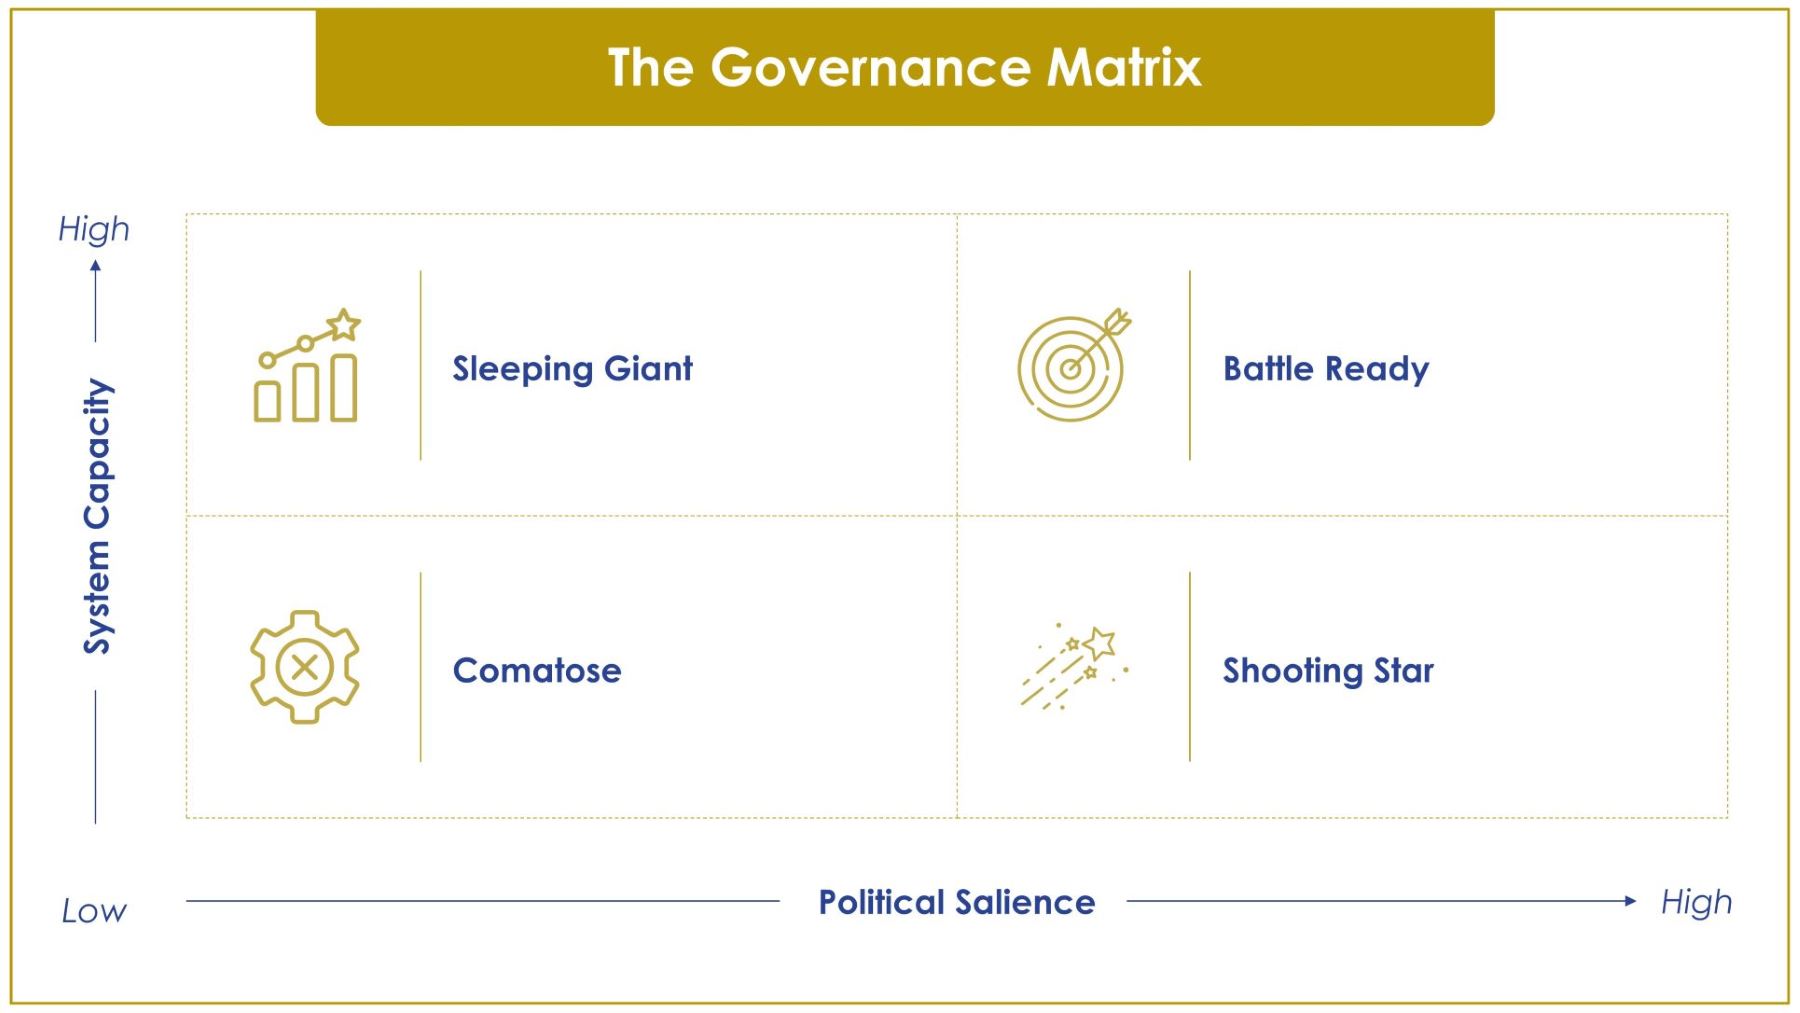 The Governance Matrix
High
Sleeping Giant
Battle Ready
System Capacity
Comatose
Shooting Star
Low
Political Salience
High